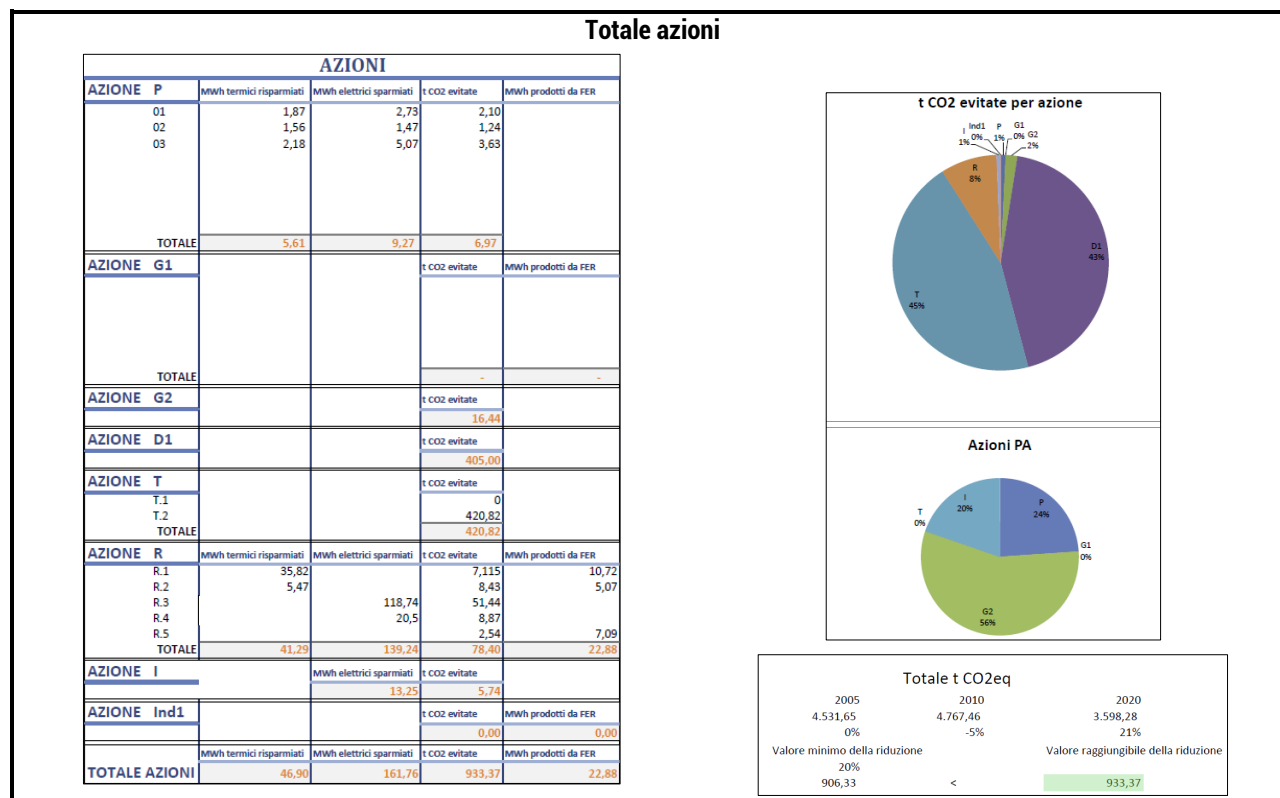 Totale azioni
AZIONI
AZIONE P MWh termici risparmiati MWh elettrici sparmiati t CO2 evitate MWh prodotti da FER
01 1,87 2,73 2,10
02 1,56 1,47 1,24
03 2,18 5,07 3,63
TOTALE 5,61 9,27 6,97
AZIONE G1 t CO2 evitate MWh prodotti da FER
TOTALE - -
AZIONE G2 t CO2 evitate
16,44
AZIONE D1 t CO2 evitate
405,00
AZIONE T t CO2 evitate
T.1 0
T.2 420,82
TOTALE 420,82
AZIONE R MWh termici risparmiati MWh elettrici sparmiati t CO2 evitate MWh prodotti da FER
R.1 35,82 7,115 10,72
R.2 5,47 8,43 5,07
R.3 118,74 51,44
R.4 20,5 8,87
R.5 2,54 7,09
TOTALE 41,29 139,24 78,40 22,88
AZIONE I MWh elettrici sparmiati t CO2 evitate
13,25 5,74
AZIONE Ind1 t CO2 evitate MWh prodotti da FER
0,00 0,00
MWh termici risparmiati MWh elettrici sparmiati t CO2 evitate MWh prodotti da FER
TOTALE AZIONI 46,90 161,76 933,37 22,88
t CO2 evitate per azione
I 1%
Ind1 0%
P 1%
G1 0%
G2 2%
R 8%
D1 43%
T 45%
Azioni PA
I 20%
P 24%
T 0%
G1 0%
G2 56%
Totale t CO2eq
2005 2010 2020
4.531,65 4.767,46 3.598,28
0% -5% 21%
Valore minimo della riduzione Valore raggiungibile della riduzione
20%
906,33 < 933,37